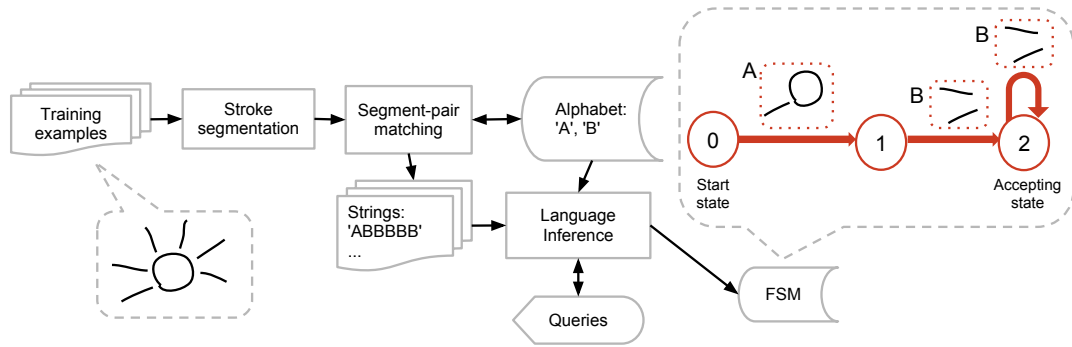 Training
examples
Stroke
segmentation
Segment-pair
matching
Alphabet:
'A', 'B'
Strings:
'ABBBBB'
...
Language
Inference
Queries
FSM
A
B
B
0
1
2
Start
state
Accepting
state